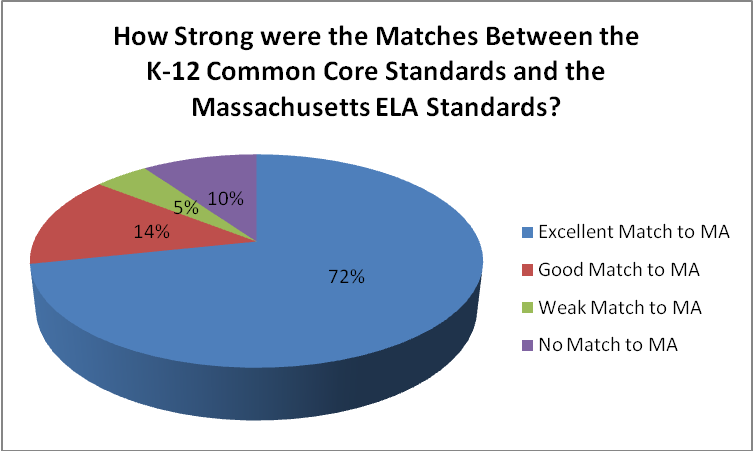 How Strong were the Matches Between the
K-12 Common Core Standards and the
Massachusetts ELA Standards?
10%
5%
14%
72%
Excellent Match to MA
Good Match to MA
Weak Match to MA
No Match to MA